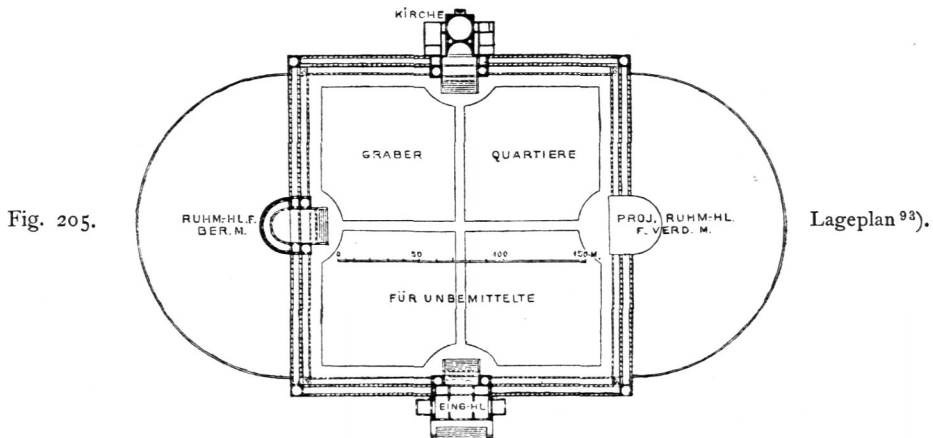 KIRCHE
GRABER QUARTIERE
Fig. 205.
RUHM-HL.F.
BER. M.
PROJ. RUHM-HL.
F. VERD. M.
Lageplan ⁹³).
0 50 100 150 M.
FÜR UNBEMITTELTE
EING-HL